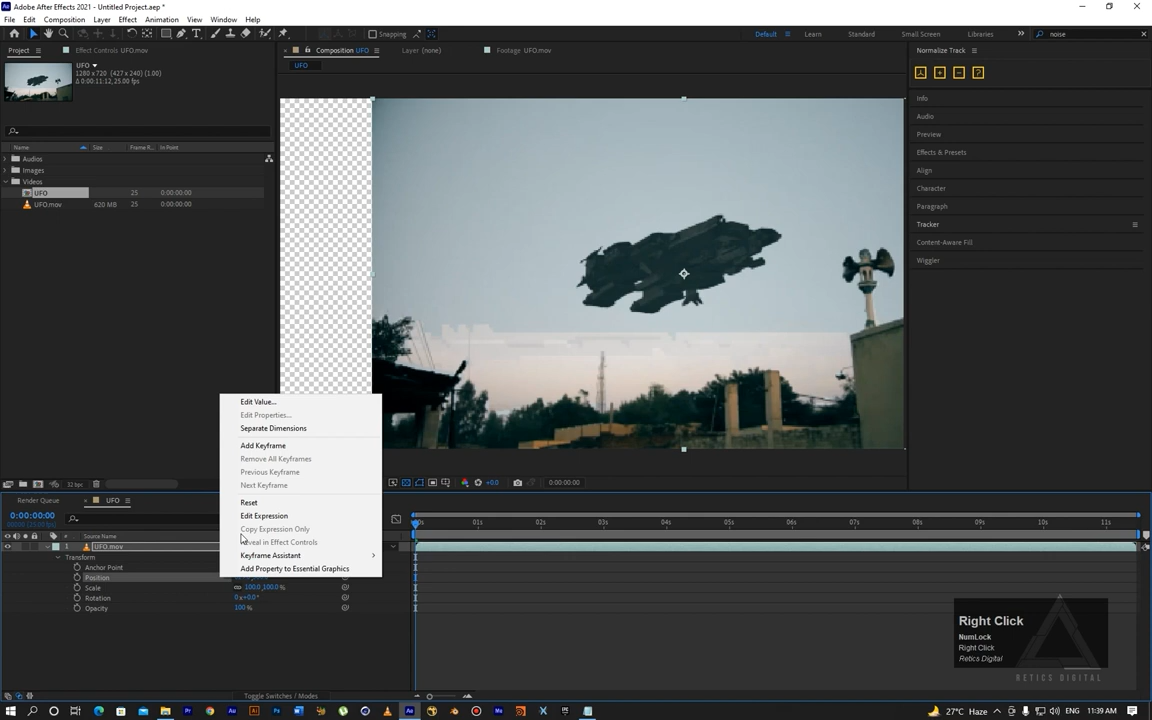 Adobe After Effects 2021 - Untitled Project.aep *
File Edit Composition Layer Effect Animation View Window Help
Snapping
Default Learn Standard Small Screen Libraries
noise
Project
Effect Controls UFO.mov
Composition UFO
Layer (none)
Footage UFO.mov
Normalize Track
UFO
UFO
1280 x 720 (427 x 240) (1.00)
Δ 0:00:11:12, 25.00 fps
Info
Audio
Preview
Effects & Presets
Align
Character
Paragraph
Tracker
Content-Aware Fill
Wiggler
Name Size Frame R... In Point
Audios
Images
Videos
UFO 25 0:00:00:00
UFO.mov 620 MB 25 0:00:00:00
Edit Value...
Edit Properties...
Separate Dimensions
Add Keyframe
Remove All Keyframes
Previous Keyframe
Next Keyframe
Reset
Edit Expression
Copy Expression Only
Reveal in Effect Controls
Keyframe Assistant
Add Property to Essential Graphics
32 bpc
+0.0
0:00:00:00
Render Queue
UFO
0:00:00:00
# Source Name
1 UFO.mov
Transform
Anchor Point
Position
Scale 100.0,100.0 %
Rotation 0 x+0.0 °
Opacity 100 %
01s 02s 03s 04s 05s 06s 07s 08s 09s 10s 11s
Toggle Switches / Modes
Right Click
NumLock
Right Click
Retics Digital
RETICS DIGITAL
27°C Haze
ENG
11:39 AM